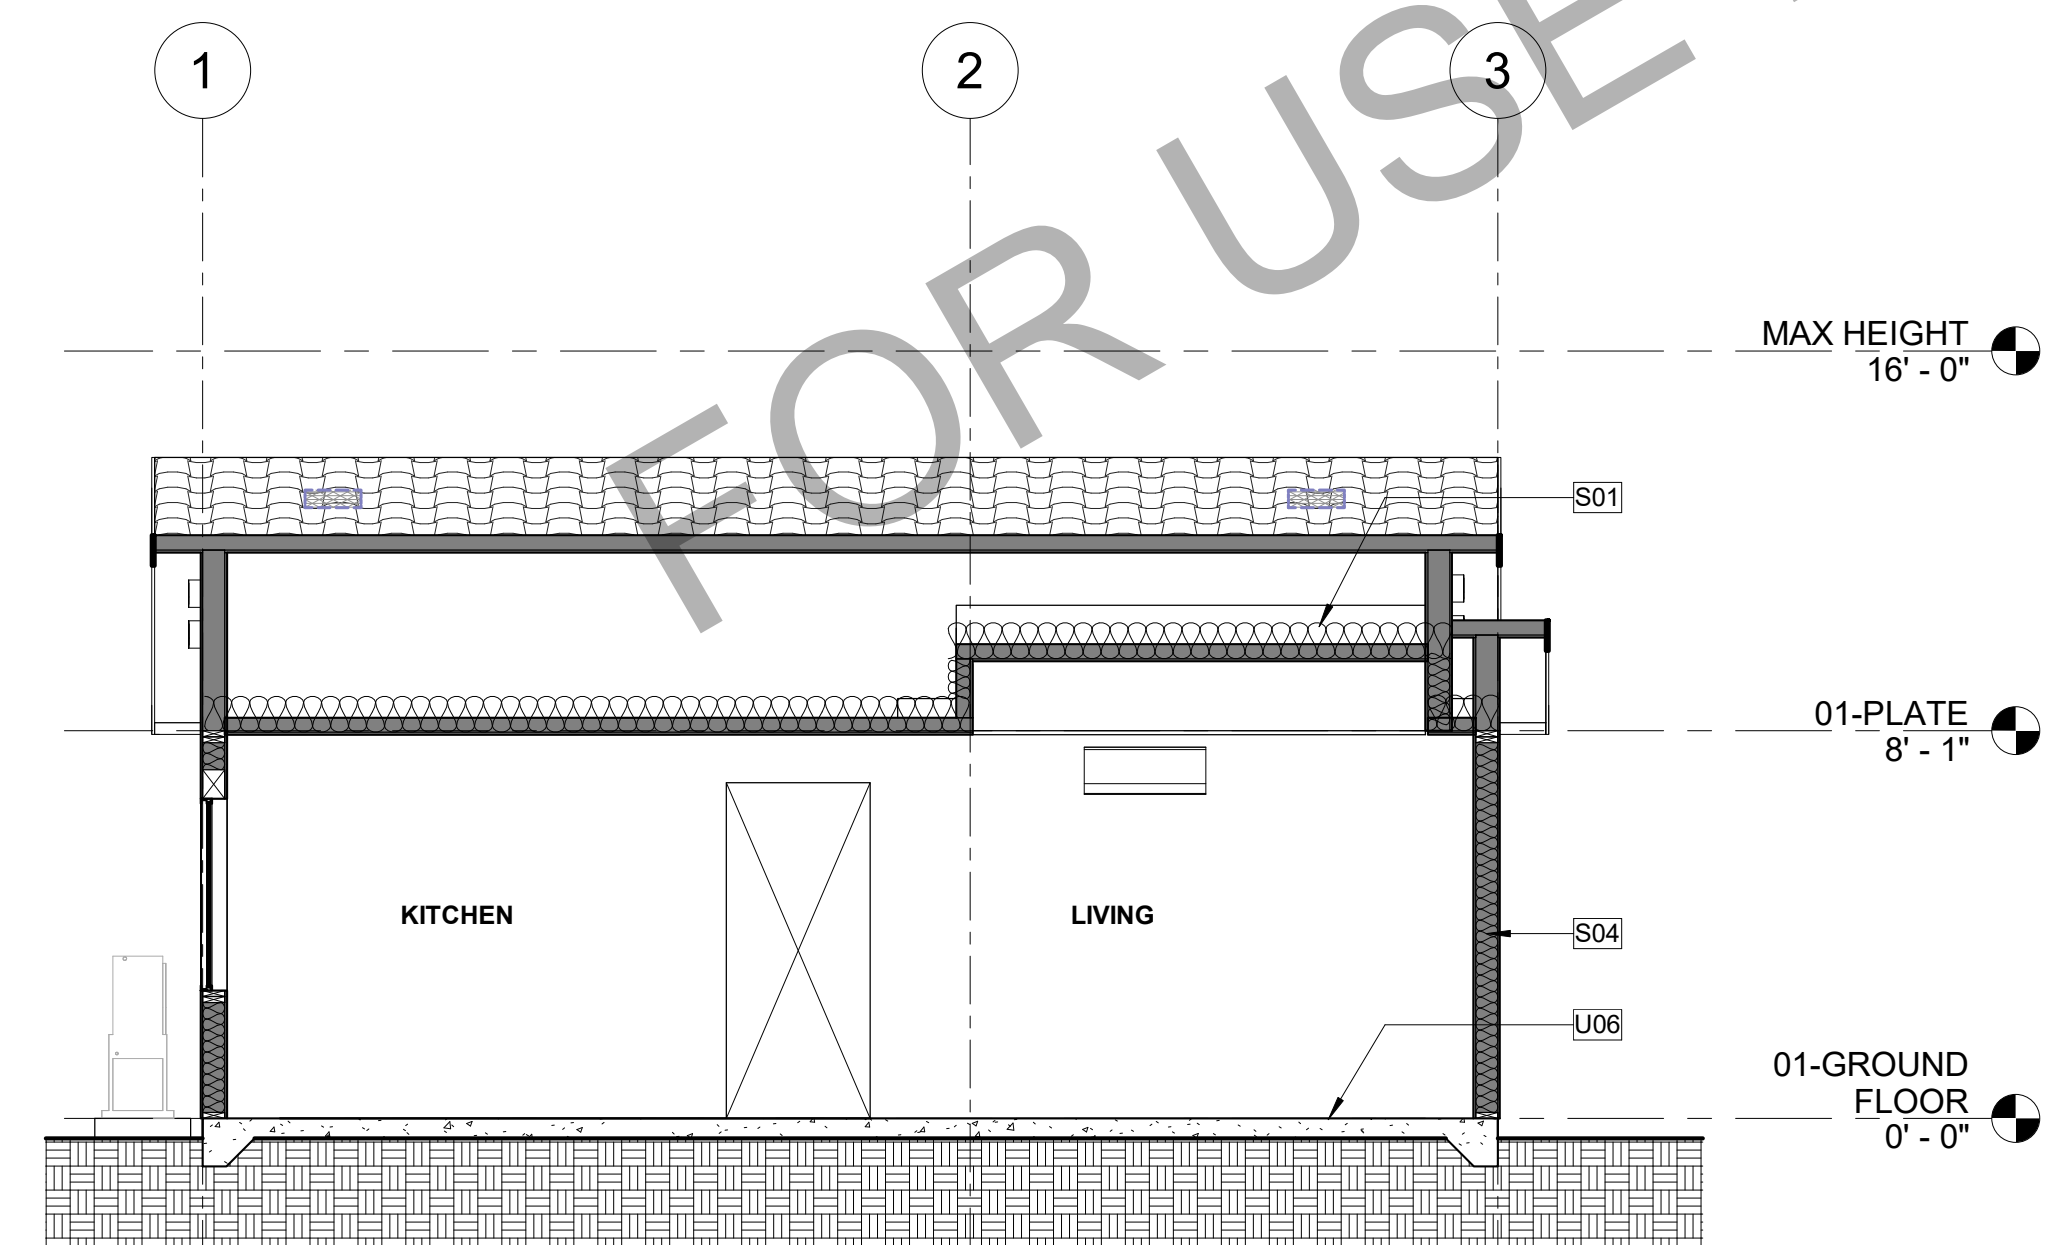 1
2
3
FOR USE
MAX HEIGHT
16' - 0"
S01
01-PLATE
8' - 1"
KITCHEN
LIVING
S04
U06
01-GROUND
FLOOR
0' - 0"